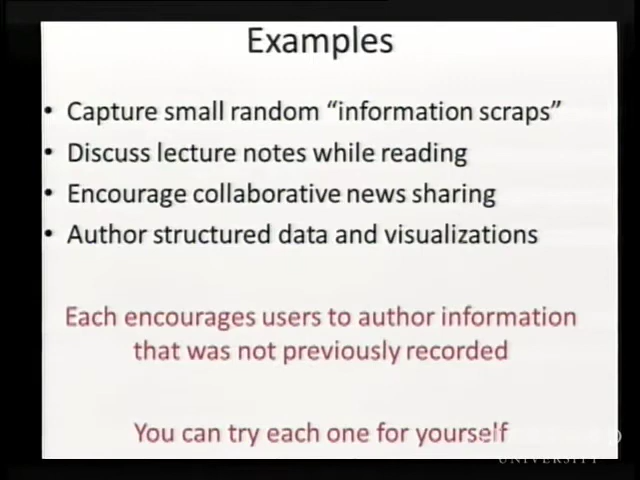 Examples
• Capture small random “information scraps”
• Discuss lecture notes while reading
• Encourage collaborative news sharing
• Author structured data and visualizations
Each encourages users to author information
that was not previously recorded
You can try each one for yourself
UNIVERSITY